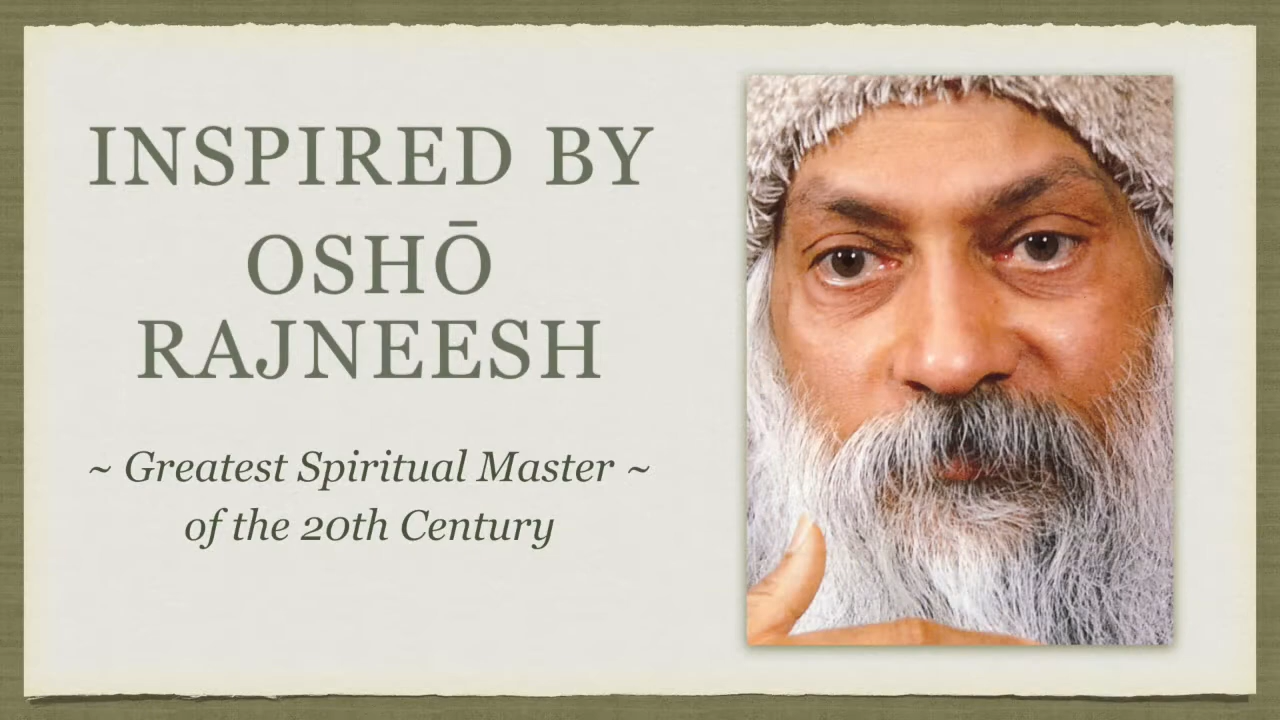 INSPIRED BY
OSHŌ
RAJNEESH
~ Greatest Spiritual Master ~
of the 20th Century